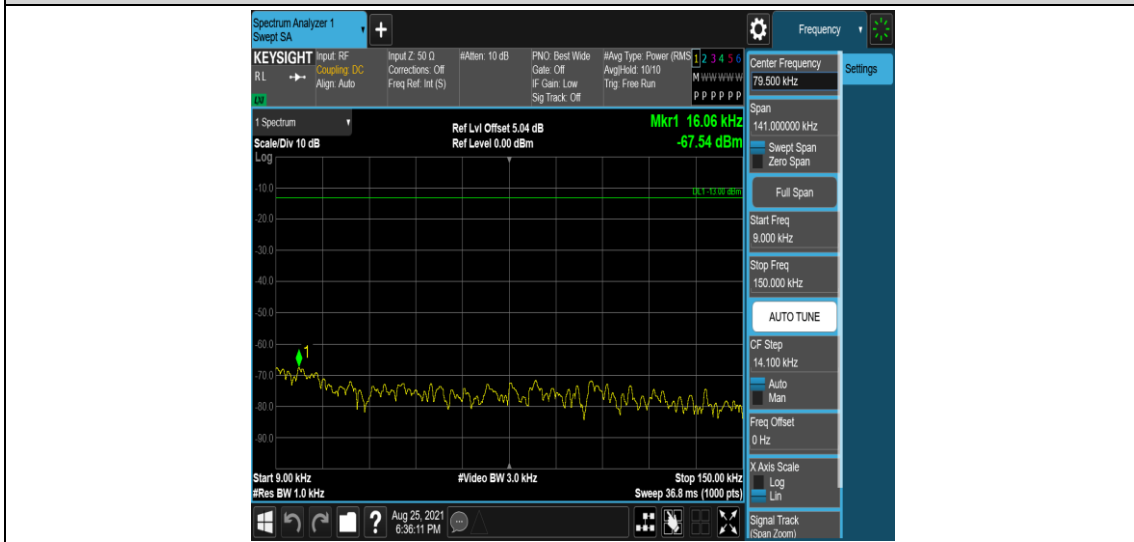 Spectrum Analyzer 1
Swept SA
+
Frequency
KEYSIGHT
RL
LXI
Input: RF
Coupling: DC
Align: Auto
Input Z: 50 Ω
Corrections: Off
Freq Ref: Int (S)
#Atten: 10 dB
PNO: Best Wide
Gate: Off
IF Gain: Low
Sig Track: Off
#Avg Type: Power (RMS
Avg|Hold: 10/10
Trig: Free Run
1 2 3 4 5 6
M W W W W W
P P P P P P
1 Spectrum
Scale/Div 10 dB
Log
Ref Lvl Offset 5.04 dB
Ref Level 0.00 dBm
Mkr1 16.06 kHz
-67.54 dBm
DL1 -13.00 dBm
-10.0
-20.0
-30.0
-40.0
-50.0
-60.0
-70.0
-80.0
-90.0
1
Start 9.00 kHz
#Res BW 1.0 kHz
#Video BW 3.0 kHz
Stop 150.00 kHz
Sweep 36.8 ms (1000 pts)
?
Aug 25, 2021
6:36:11 PM
Center Frequency
79.500 kHz
Span
141.000000 kHz
Swept Span
Zero Span
Full Span
Start Freq
9.000 kHz
Stop Freq
150.000 kHz
AUTO TUNE
CF Step
14.100 kHz
Auto
Man
Freq Offset
0 Hz
X Axis Scale
Log
Lin
Signal Track
(Span Zoom)
Settings